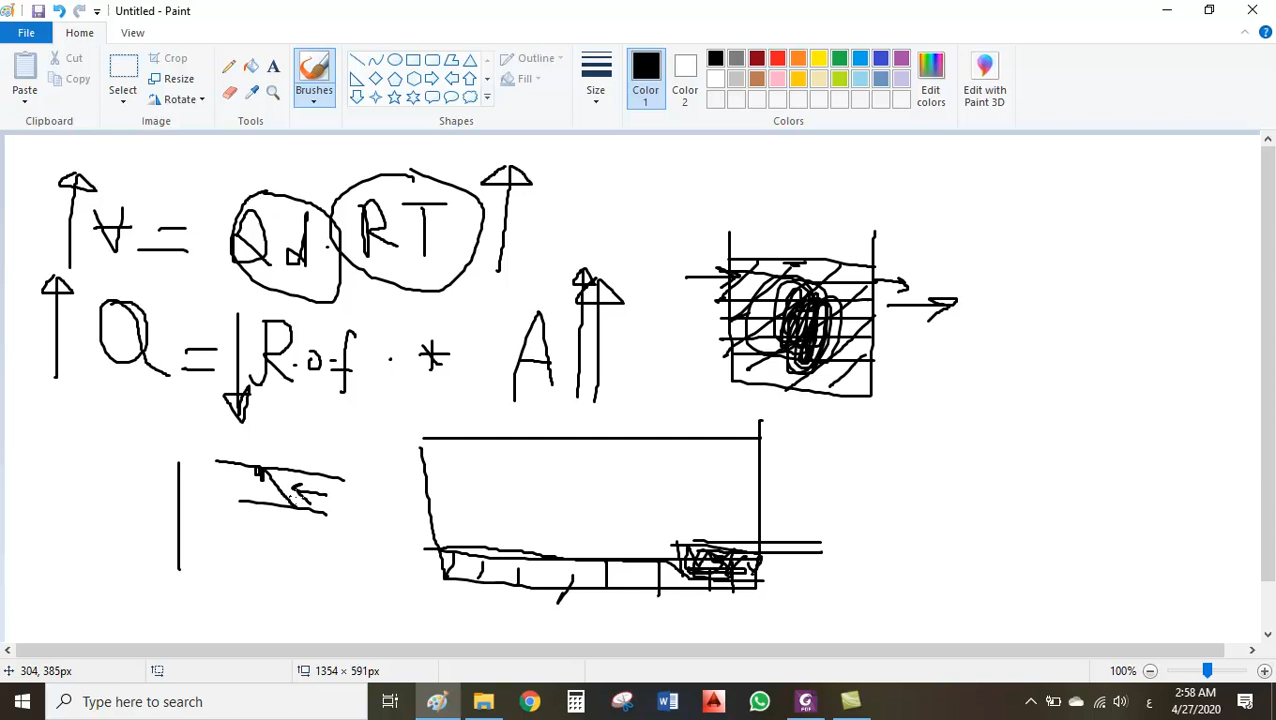 Untitled - Paint
File
Home
View
Paste
Cut
Copy
Clipboard
Select
Crop
Resize
Rotate
Image
Tools
Brushes
Outline
Fill
Shapes
Size
Color 1
Color 2
Edit colors
Edit with Paint 3D
Colors
V = Qd . RT
Q = R.o.f . * A
304, 385px
1354 × 591px
100%
Type here to search
ع
2:58 AM
4/27/2020